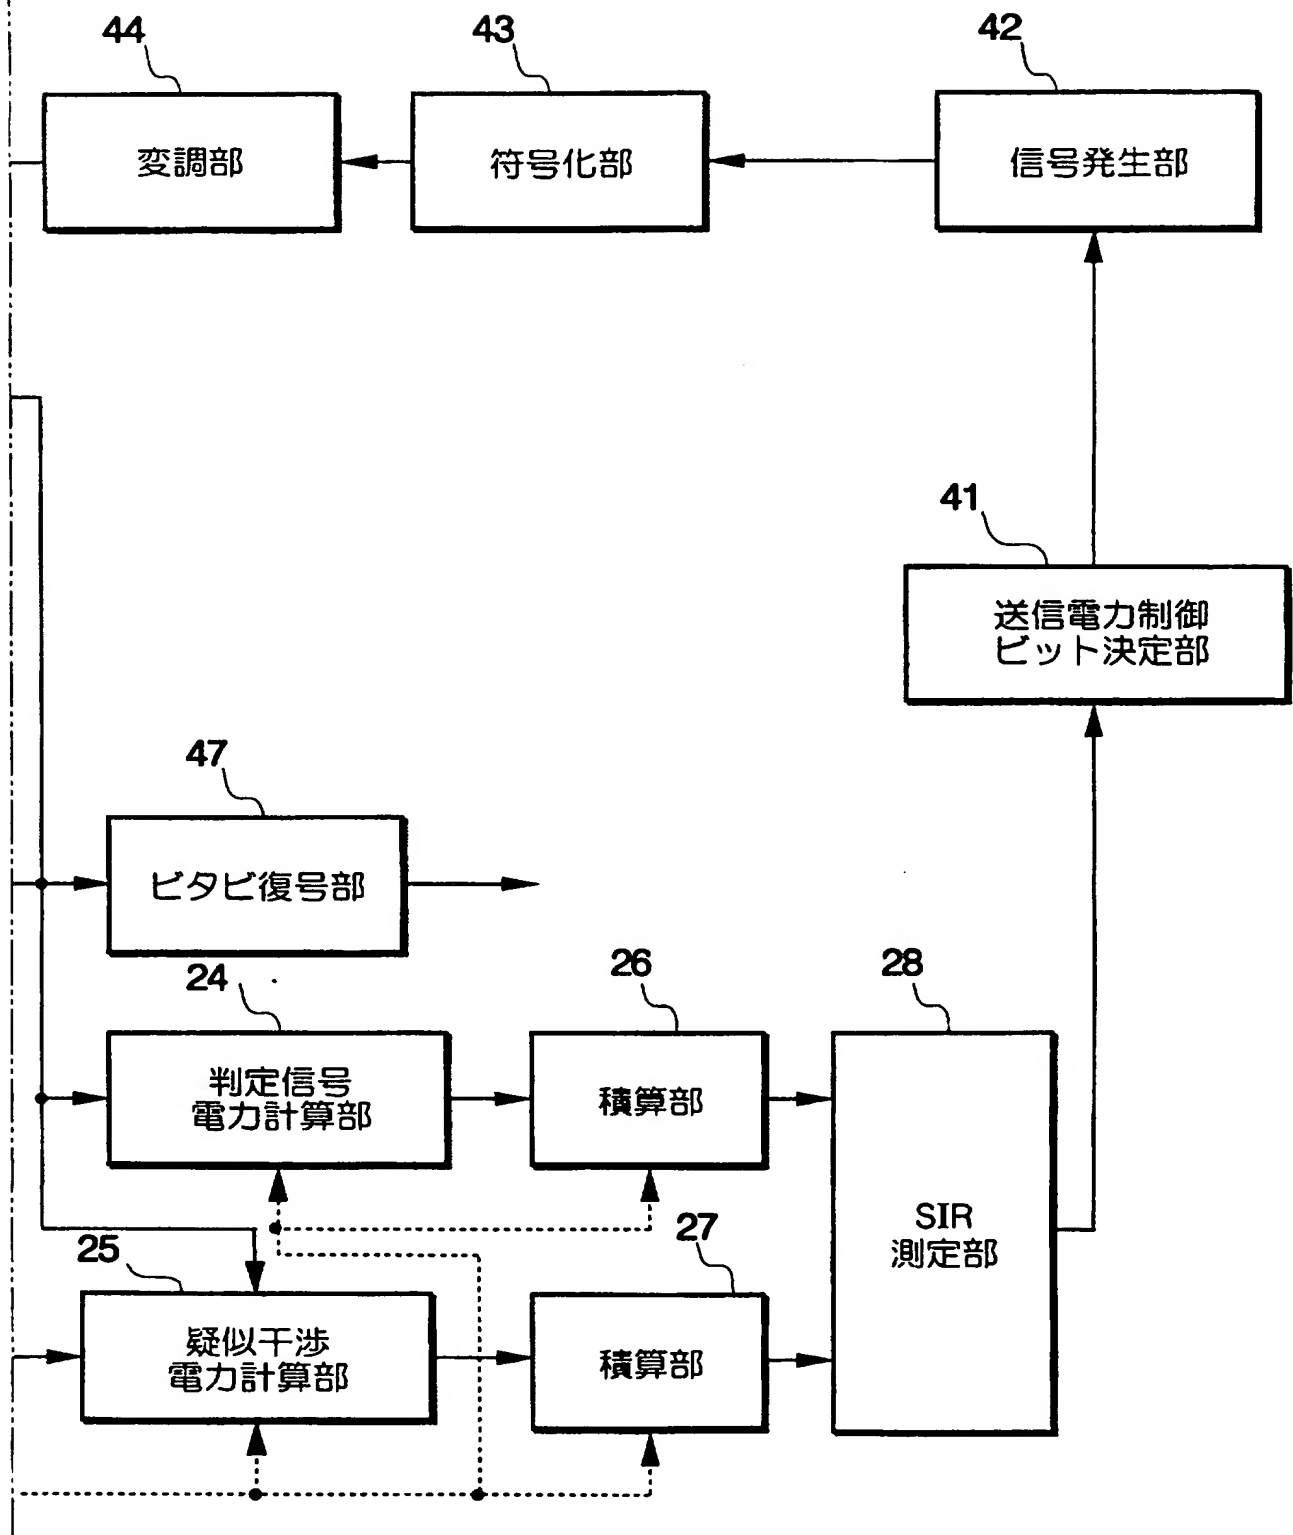 44
43
42
変調部
符号化部
信号発生部
41
送信電力制御
ビット決定部
47
ビタビ復号部
24
26
28
判定信号
電力計算部
積算部
SIR
測定部
25
27
疑似干渉
電力計算部
積算部